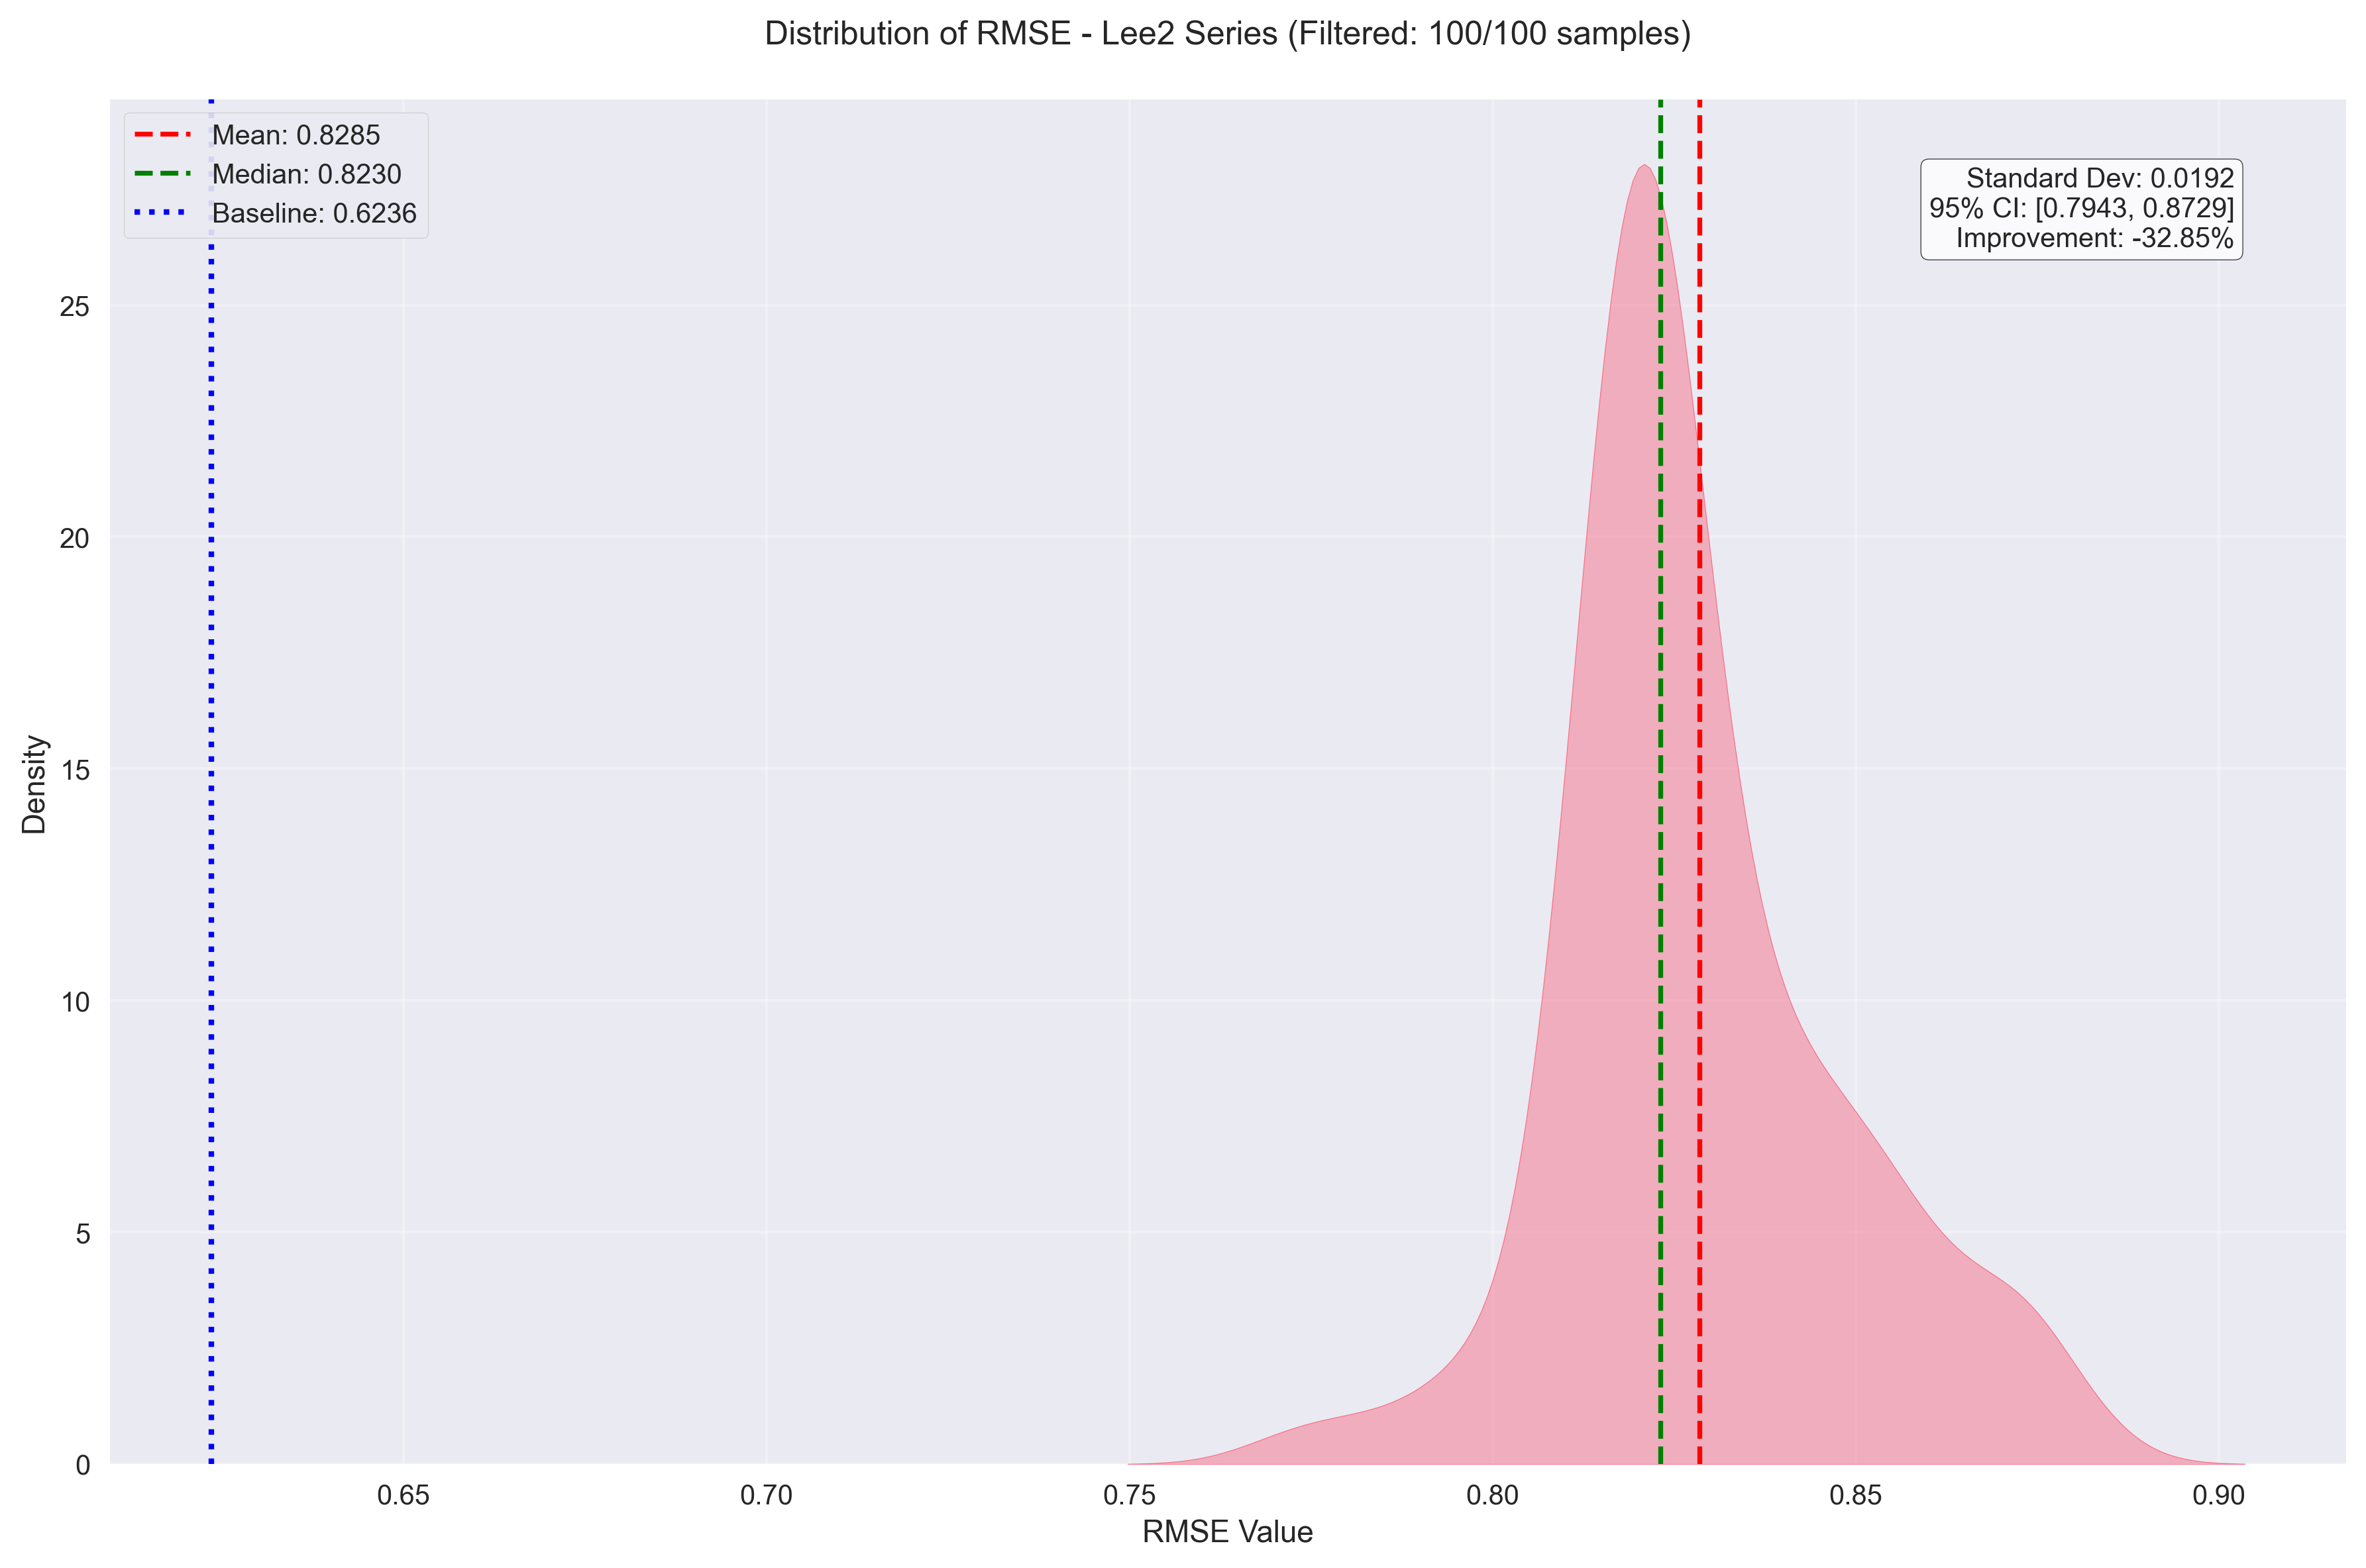 Distribution of RMSE - Lee2 Series (Filtered: 100/100 samples)
Mean: 0.8285
Median: 0.8230
Baseline: 0.6236
Standard Dev: 0.0192
95% CI: [0.7943, 0.8729]
Improvement: -32.85%
Density
25
20
15
10
5
0
0.65 0.70 0.75 0.80 0.85 0.90
RMSE Value